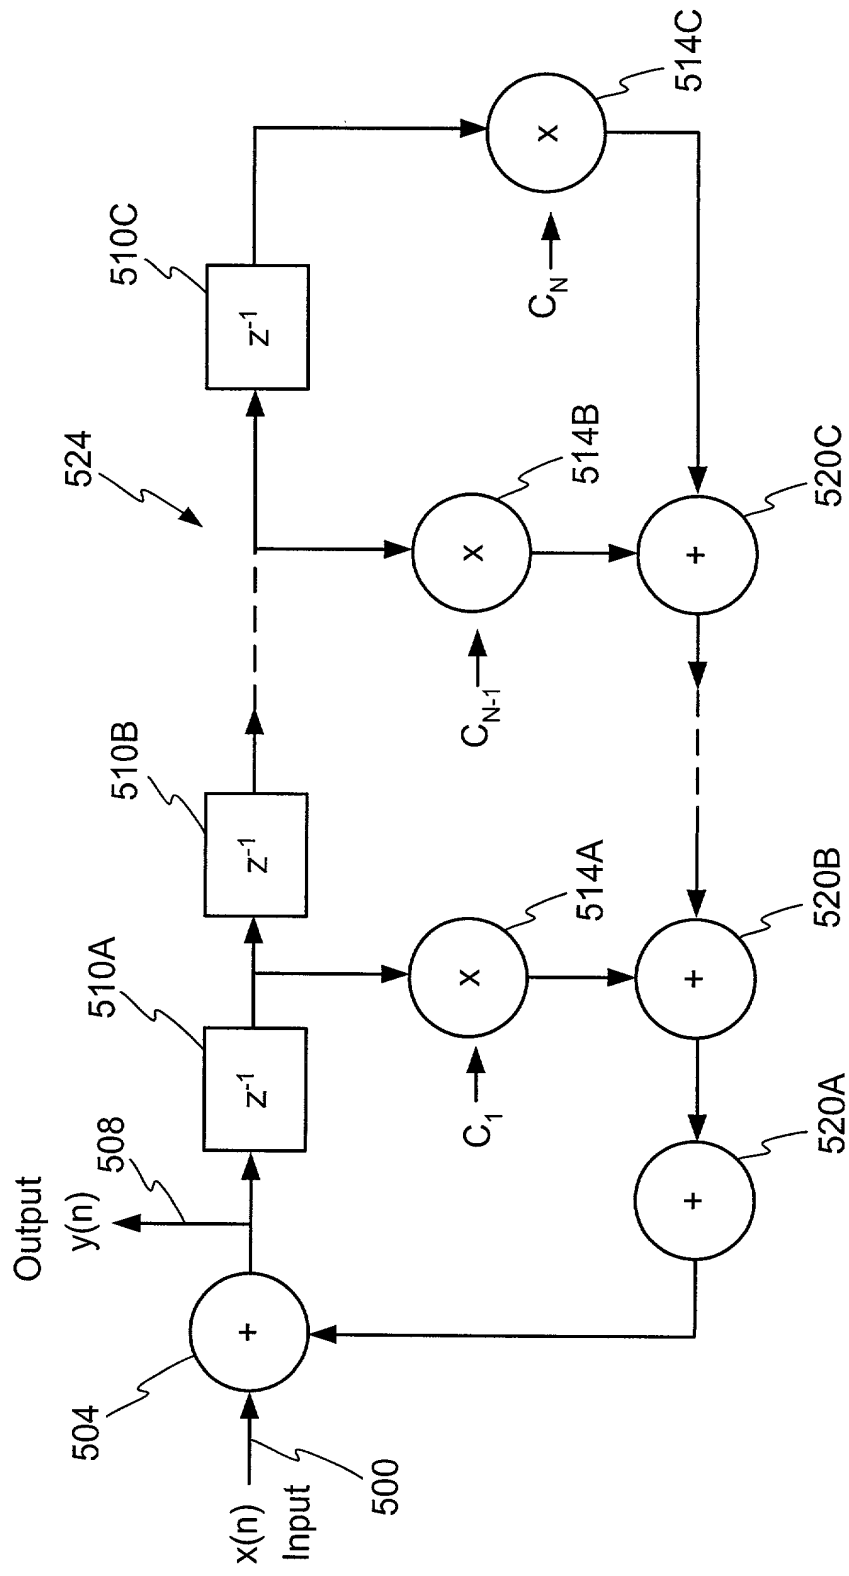 524
510A
510B
510C
Output
y(n)
508
504
+
z⁻¹
z⁻¹
z⁻¹
x(n)
Input
500
C₁
x
514A
C_N-1
x
514B
C_N
x
514C
+
520A
+
520B
+
520C